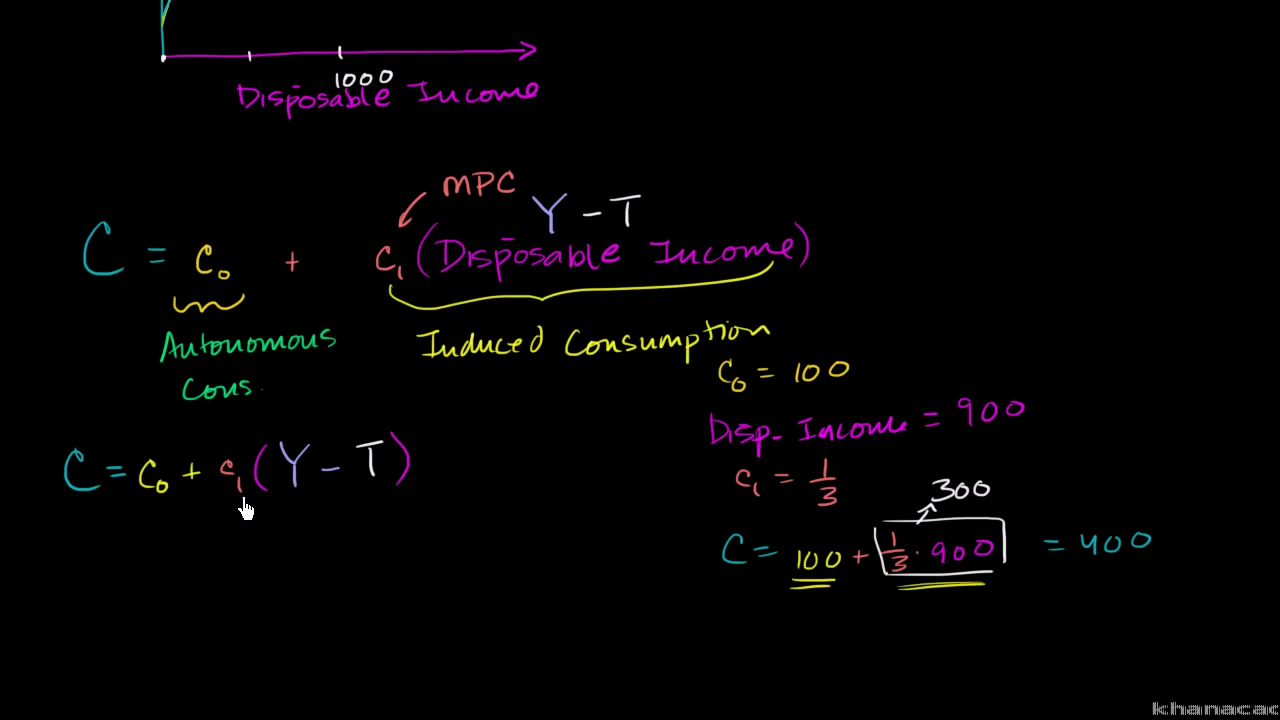 1000
Disposable Income
MPC
Y - T
C = C₀ + C₁ (Disposable Income)
Autonomous Cons.
Induced Consumption
C₀ = 100
Disp. Income = 900
C = C₀ + C₁ (Y - T)
C₁ = 1/3
300
C = 100 + 1/3 · 900 = 400
khanacad